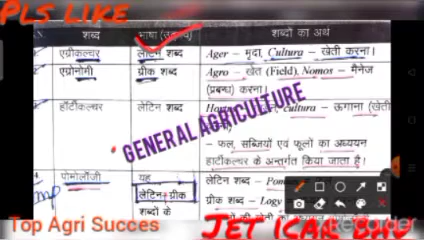 PLS LIKE
शब्द
भाषा
शब्दों का अर्थ
एग्रीकल्चर
लैटिन शब्द
Ager – मृदा, Cultura – खेती करना।
एग्रोनोमी
ग्रीक शब्द
Agro – खेत (Field), Nomos – मैनेज
(प्रबन्ध) करना।
हॉर्टीकल्चर
लेटिन शब्द
Cultura – ऊगाना (खेती
GENERAL AGRICULTURE
– फल, सब्जियों एवं फूलों का अध्ययन
हार्टीकल्चर के अन्तर्गत किया जाता है।
पोमोलॉजी
यह
लेटिन+ग्रीक
शब्दों के
लेटिन शब्द –
ग्रीक शब्द – Logy
Imp
Top Agri Succes
JET ICAR BHU